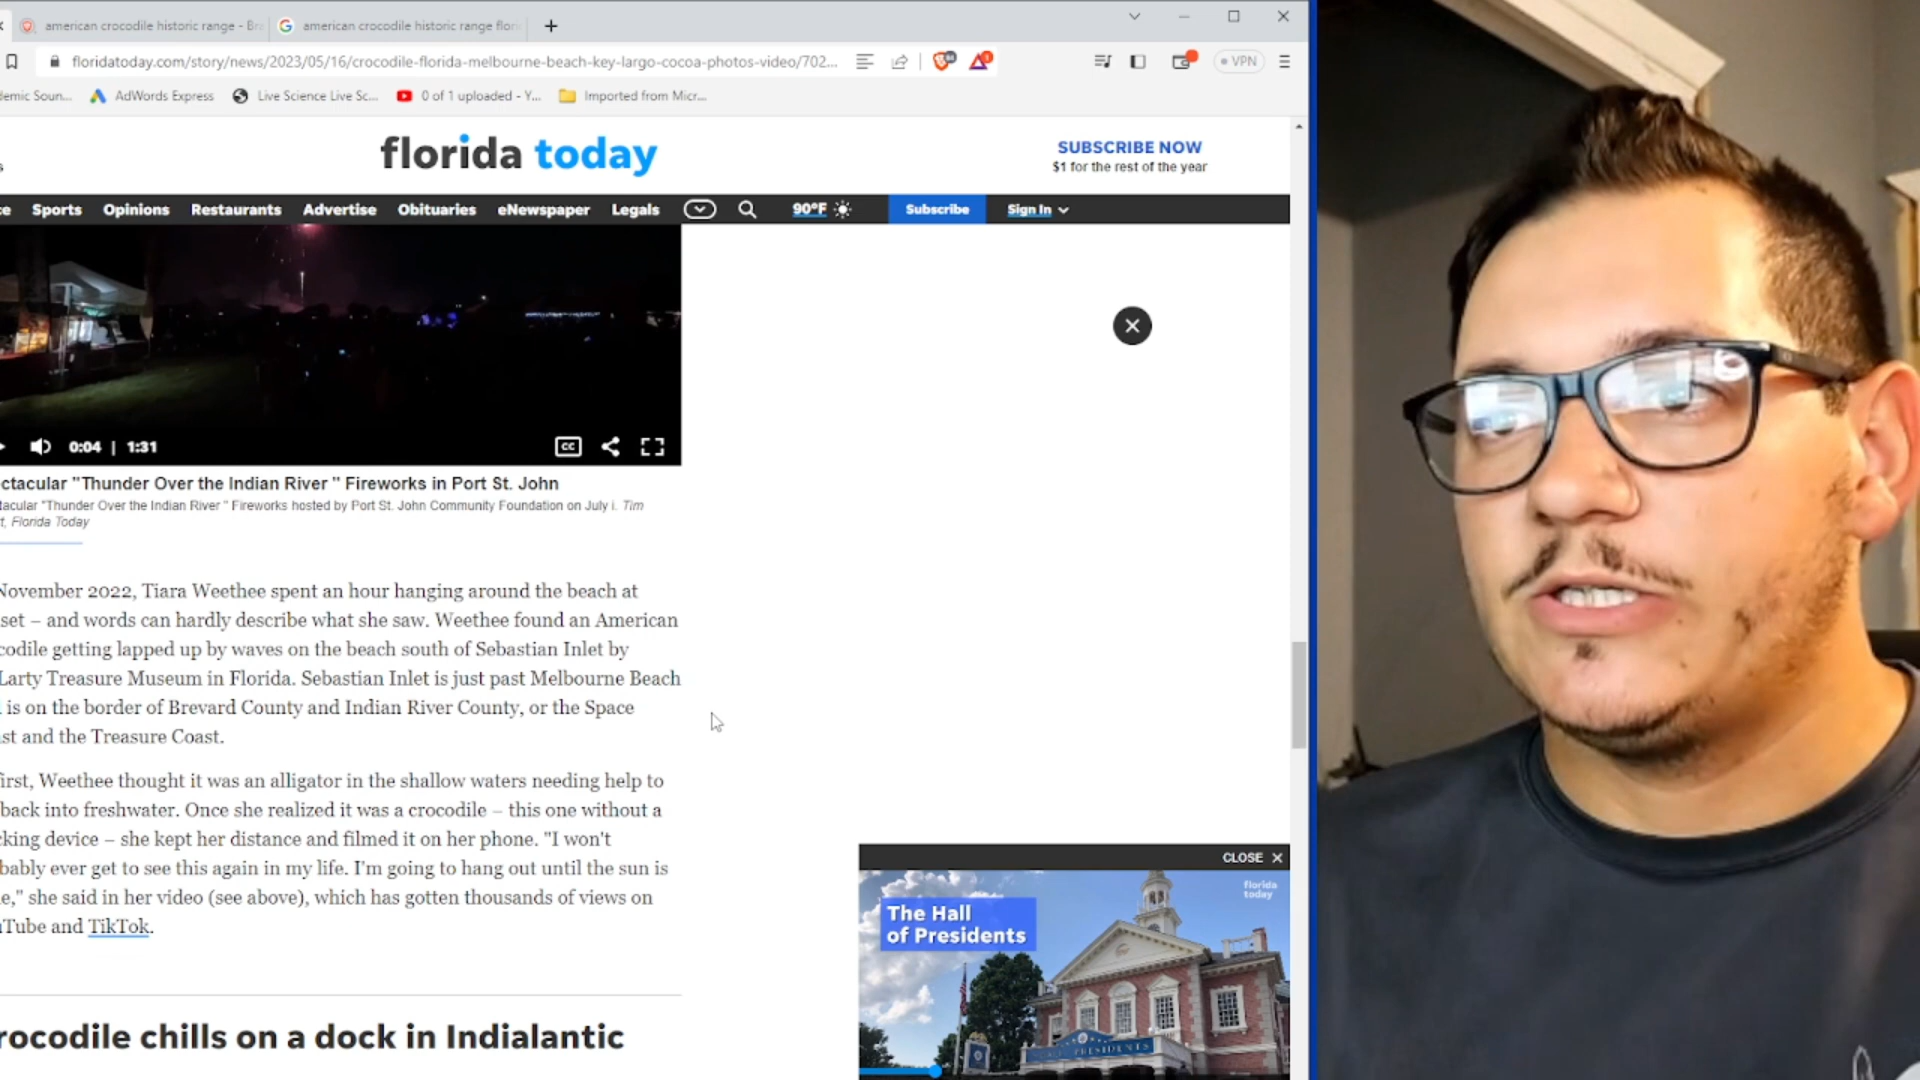 american crocodile historic range - Br
american crocodile historic range flori
floridatoday.com/story/news/2023/05/16/crocodile-florida-melbourne-beach-key-largo-cocoa-photos-video/702...
VPN
demic Soun...
AdWords Express
Live Science Live Sc...
0 of 1 uploaded - Y...
Imported from Micr...
florida today
SUBSCRIBE NOW
$1 for the rest of the year
ce
Sports
Opinions
Restaurants
Advertise
Obituaries
eNewspaper
Legals
90°F
Subscribe
Sign In
0:04 | 1:31
CC
ctacular "Thunder Over the Indian River " Fireworks in Port St. John
tacular "Thunder Over the Indian River " Fireworks hosted by Port St. John Community Foundation on July i. Tim
t, Florida Today
November 2022, Tiara Weethee spent an hour hanging around the beach at
set – and words can hardly describe what she saw. Weethee found an American
codile getting lapped up by waves on the beach south of Sebastian Inlet by
Larty Treasure Museum in Florida. Sebastian Inlet is just past Melbourne Beach
is on the border of Brevard County and Indian River County, or the Space
st and the Treasure Coast.
first, Weethee thought it was an alligator in the shallow waters needing help to
back into freshwater. Once she realized it was a crocodile – this one without a
cking device – she kept her distance and filmed it on her phone. "I won't
bably ever get to see this again in my life. I'm going to hang out until the sun is
e," she said in her video (see above), which has gotten thousands of views on
uTube and TikTok.
rocodile chills on a dock in Indialantic
CLOSE
florida
today
The Hall
of Presidents